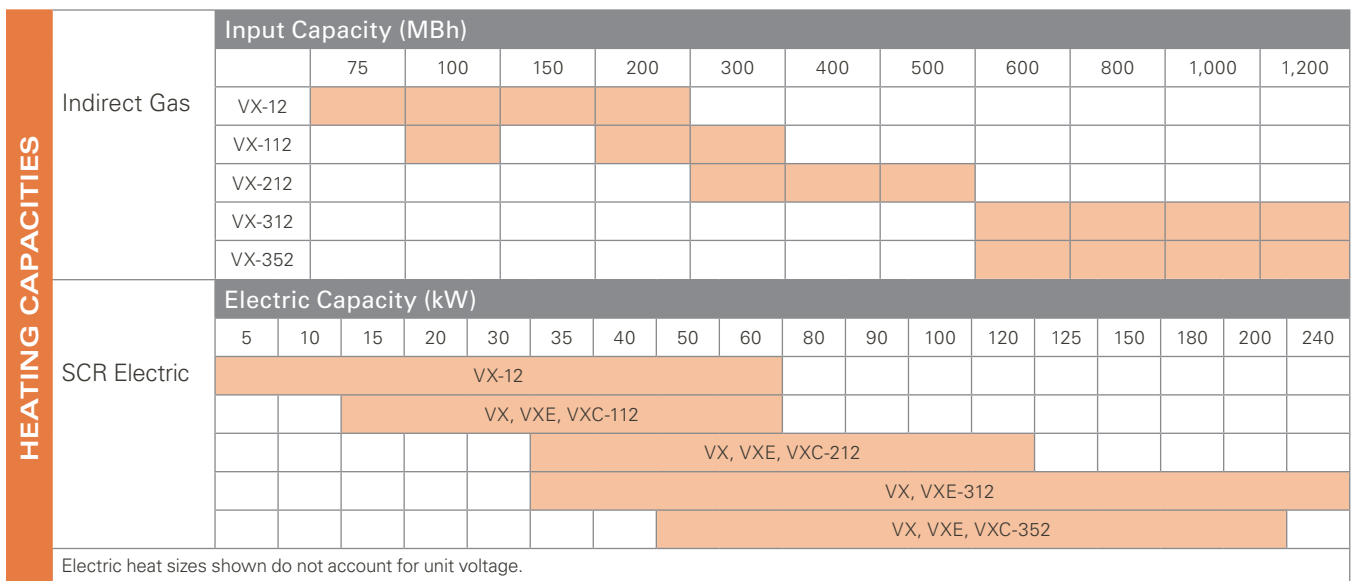 HEATING CAPACITIES
Indirect Gas
Input Capacity (MBh)
75 100 150 200 300 400 500 600 800 1,000 1,200
VX-12
VX-112
VX-212
VX-312
VX-352
SCR Electric
Electric Capacity (kW)
5 10 15 20 30 35 40 50 60 80 90 100 120 125 150 180 200 240
VX-12
VX, VXE, VXC-112
VX, VXE, VXC-212
VX, VXE-312
VX, VXE, VXC-352
Electric heat sizes shown do not account for unit voltage.